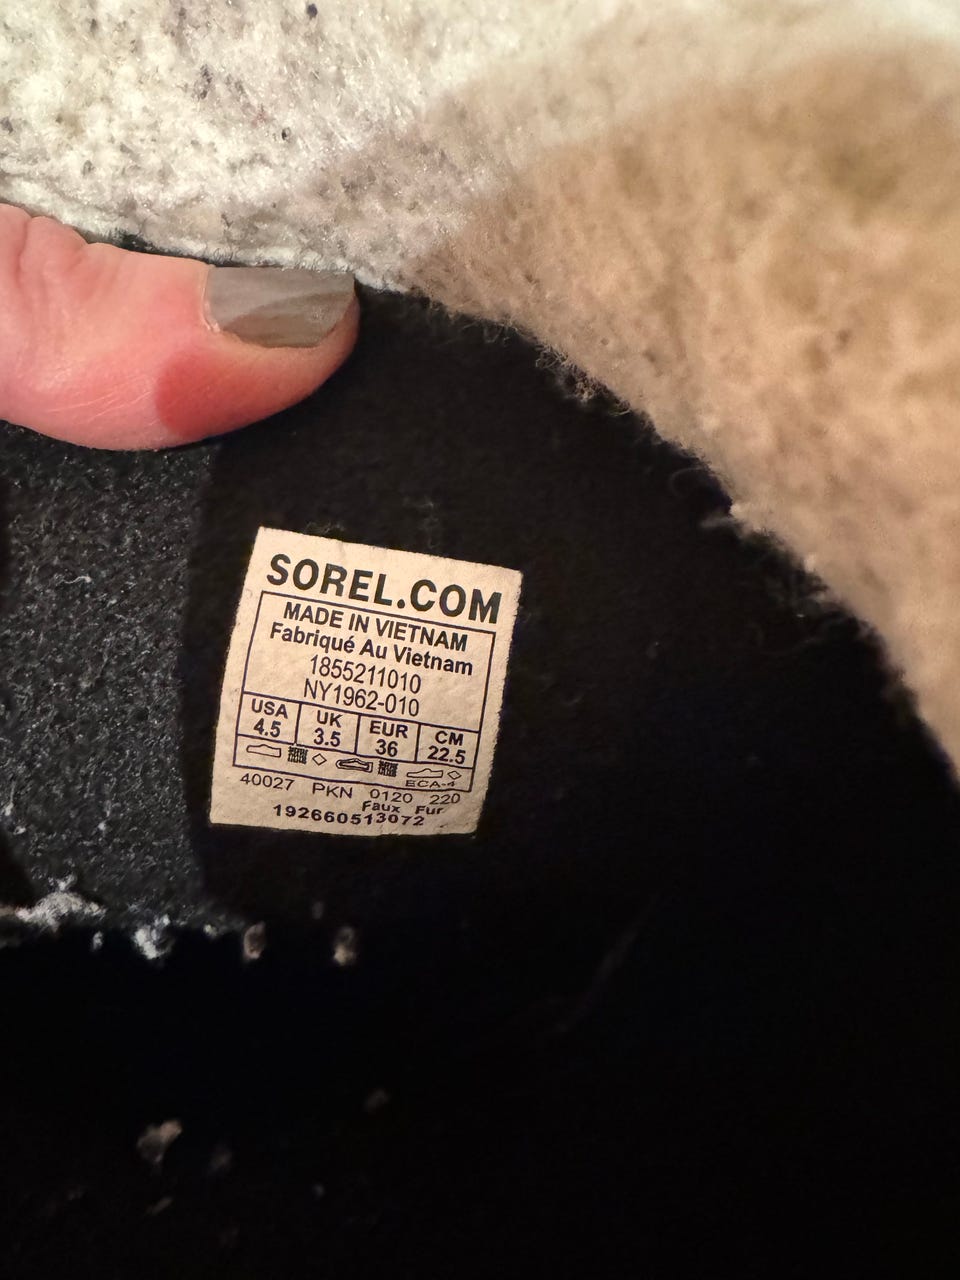 SOREL.COM
MADE IN VIETNAM
Fabriqué Au Vietnam
1855211010
NY1962-010
USA UK EUR CM
4.5 3.5 36 22.5
ECA-4
40027 PKN 0120 220
Faux Fur
192660513072